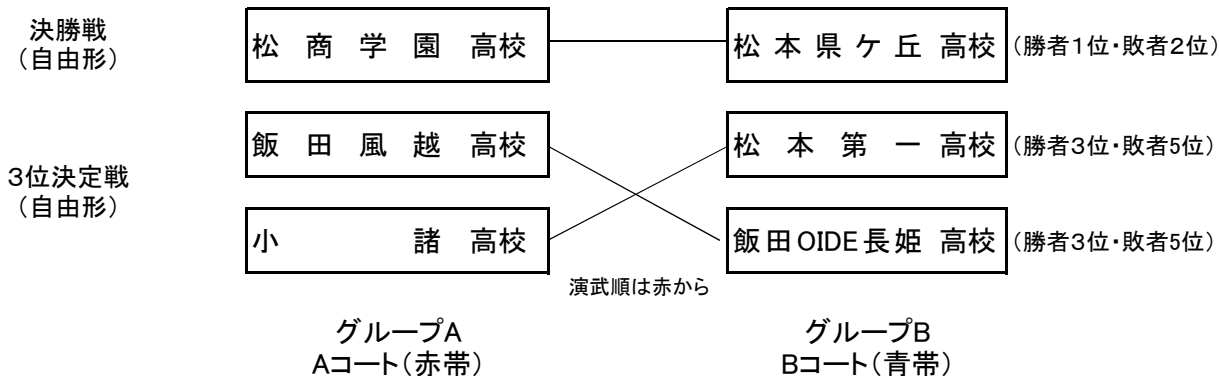 決勝戦
(自由形)
松商学園 高校
松本県ケ丘 高校
(勝者1位・敗者2位)
3位決定戦
(自由形)
飯田風越 高校
松本第一 高校
(勝者3位・敗者5位)
小諸 高校
飯田OIDE長姫 高校
(勝者3位・敗者5位)
演武順は赤から
グループA
Aコート(赤帯)
グループB
Bコート(青帯)